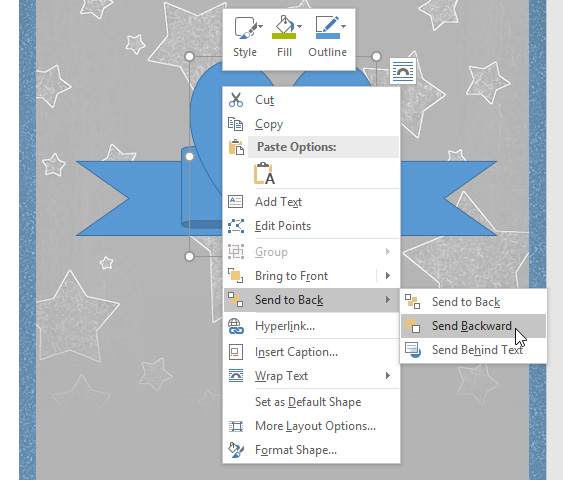 Style
Fill
Outline
Cut
Copy
Paste Options:
A
Add Text
Edit Points
Group
Bring to Front
Send to Back
Hyperlink...
Insert Caption...
Wrap Text
Set as Default Shape
More Layout Options...
Format Shape...
Send to Back
Send Backward
Send Behind Text